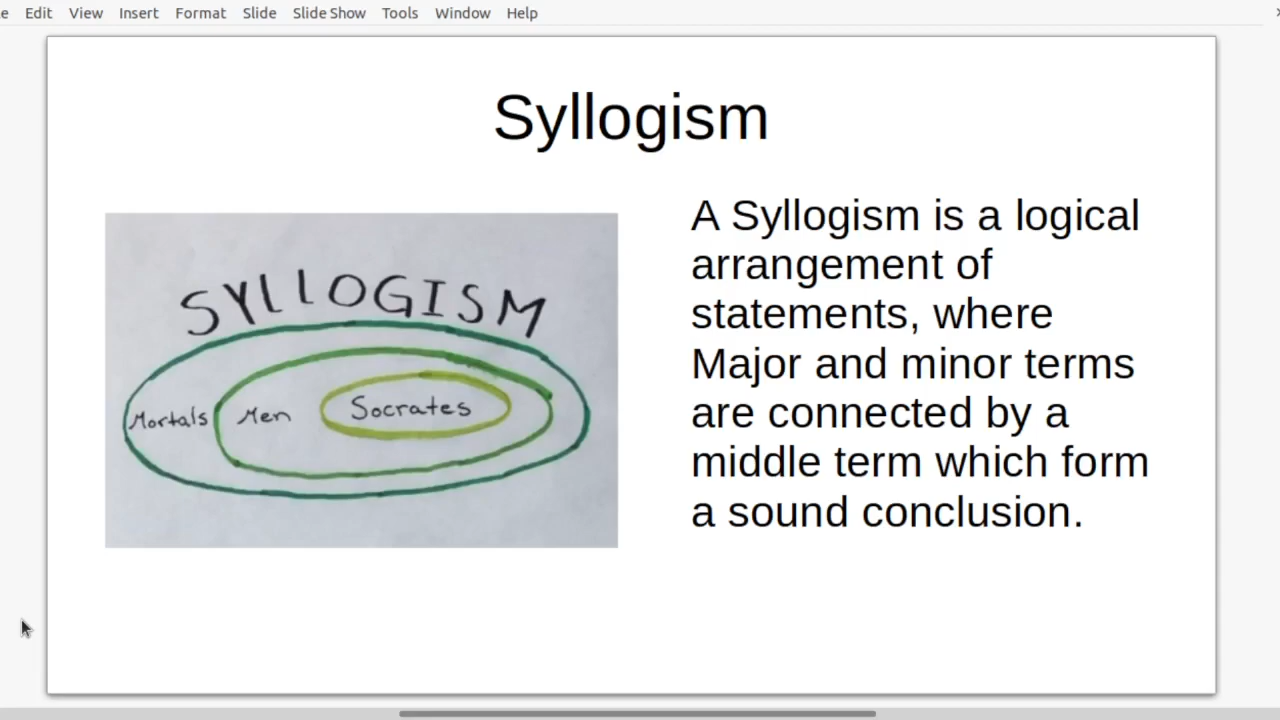 Edit View Insert Format Slide Slide Show Tools Window Help
Syllogism
SYLLOGISM
Mortals Men Socrates
A Syllogism is a logical
arrangement of
statements, where
Major and minor terms
are connected by a
middle term which form
a sound conclusion.